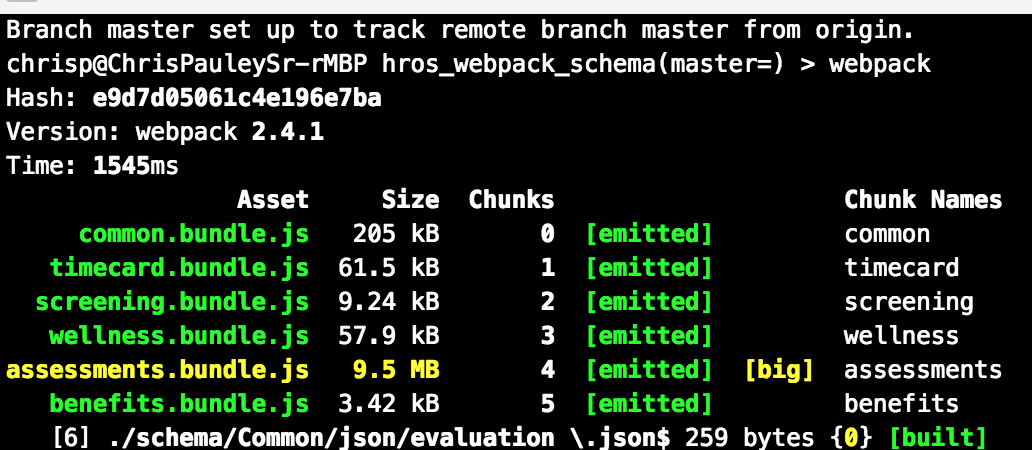 Branch master set up to track remote branch master from origin.
chrisp@ChrisPauleySr-rMBP hros_webpack_schema(master=) > webpack
Hash: e9d7d05061c4e196e7ba
Version: webpack 2.4.1
Time: 1545ms
Asset Size Chunks Chunk Names
common.bundle.js 205 kB 0 [emitted] common
timecard.bundle.js 61.5 kB 1 [emitted] timecard
screening.bundle.js 9.24 kB 2 [emitted] screening
wellness.bundle.js 57.9 kB 3 [emitted] wellness
assessments.bundle.js 9.5 MB 4 [emitted] [big] assessments
benefits.bundle.js 3.42 kB 5 [emitted] benefits
[6] ./schema/Common/json/evaluation \.json$ 259 bytes {0} [built]